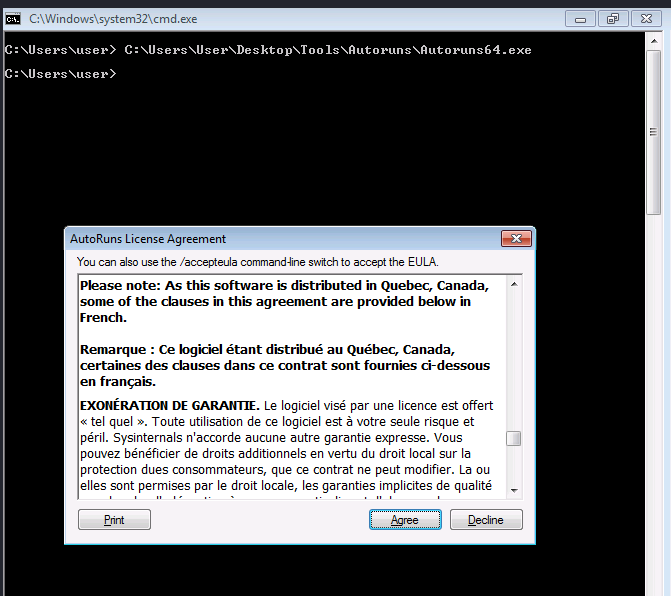 C:\Windows\system32\cmd.exe
C:\Users\user> C:\Users\User\Desktop\Tools\Autoruns\Autoruns64.exe
C:\Users\user>
AutoRuns License Agreement
You can also use the /accepteula command-line switch to accept the EULA.
Please note: As this software is distributed in Quebec, Canada,
some of the clauses in this agreement are provided below in
French.
Remarque : Ce logiciel étant distribué au Québec, Canada,
certaines des clauses dans ce contrat sont fournies ci-dessous
en français.
EXONÉRATION DE GARANTIE. Le logiciel visé par une licence est offert
« tel quel ». Toute utilisation de ce logiciel est à votre seule risque et
péril. Sysinternals n'accorde aucune autre garantie expresse. Vous
pouvez bénéficier de droits additionnels en vertu du droit local sur la
protection dues consommateurs, que ce contrat ne peut modifier. La ou
elles sont permises par le droit locale, les garanties implicites de qualité
Print
Agree
Decline